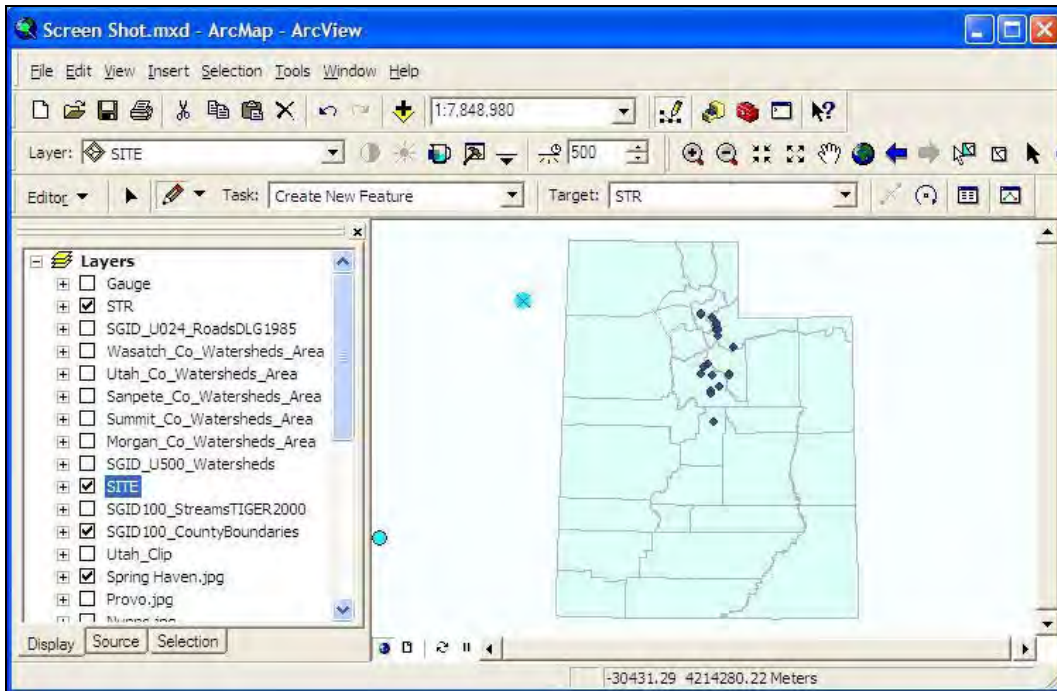 Screen Shot.mxd - ArcMap - ArcView
File Edit View Insert Selection Tools Window Help
1:7,848,980
Layer: SITE 500
Editor Task: Create New Feature Target: STR
Layers
Gauge
STR
SGID_U024_RoadsDLG1985
Wasatch_Co_Watersheds_Area
Utah_Co_Watersheds_Area
Sanpete_Co_Watersheds_Area
Summit_Co_Watersheds_Area
Morgan_Co_Watersheds_Area
SGID_U500_Watersheds
SITE
SGID100_StreamsTIGER2000
SGID100_CountyBoundaries
Utah_Clip
Spring Haven.jpg
Provo.jpg
Display Source Selection
-30431.29 4214280.22 Meters